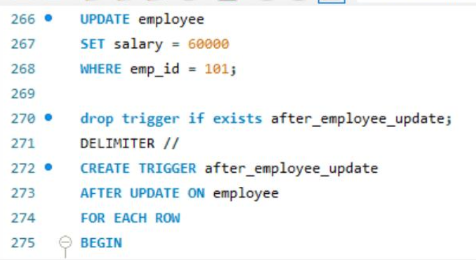 266 UPDATE employee
267 SET salary = 60000
268 WHERE emp_id = 101;
269
270 drop trigger if exists after_employee_update;
271 DELIMITER //
272 CREATE TRIGGER after_employee_update
273 AFTER UPDATE ON employee
274 FOR EACH ROW
275 BEGIN